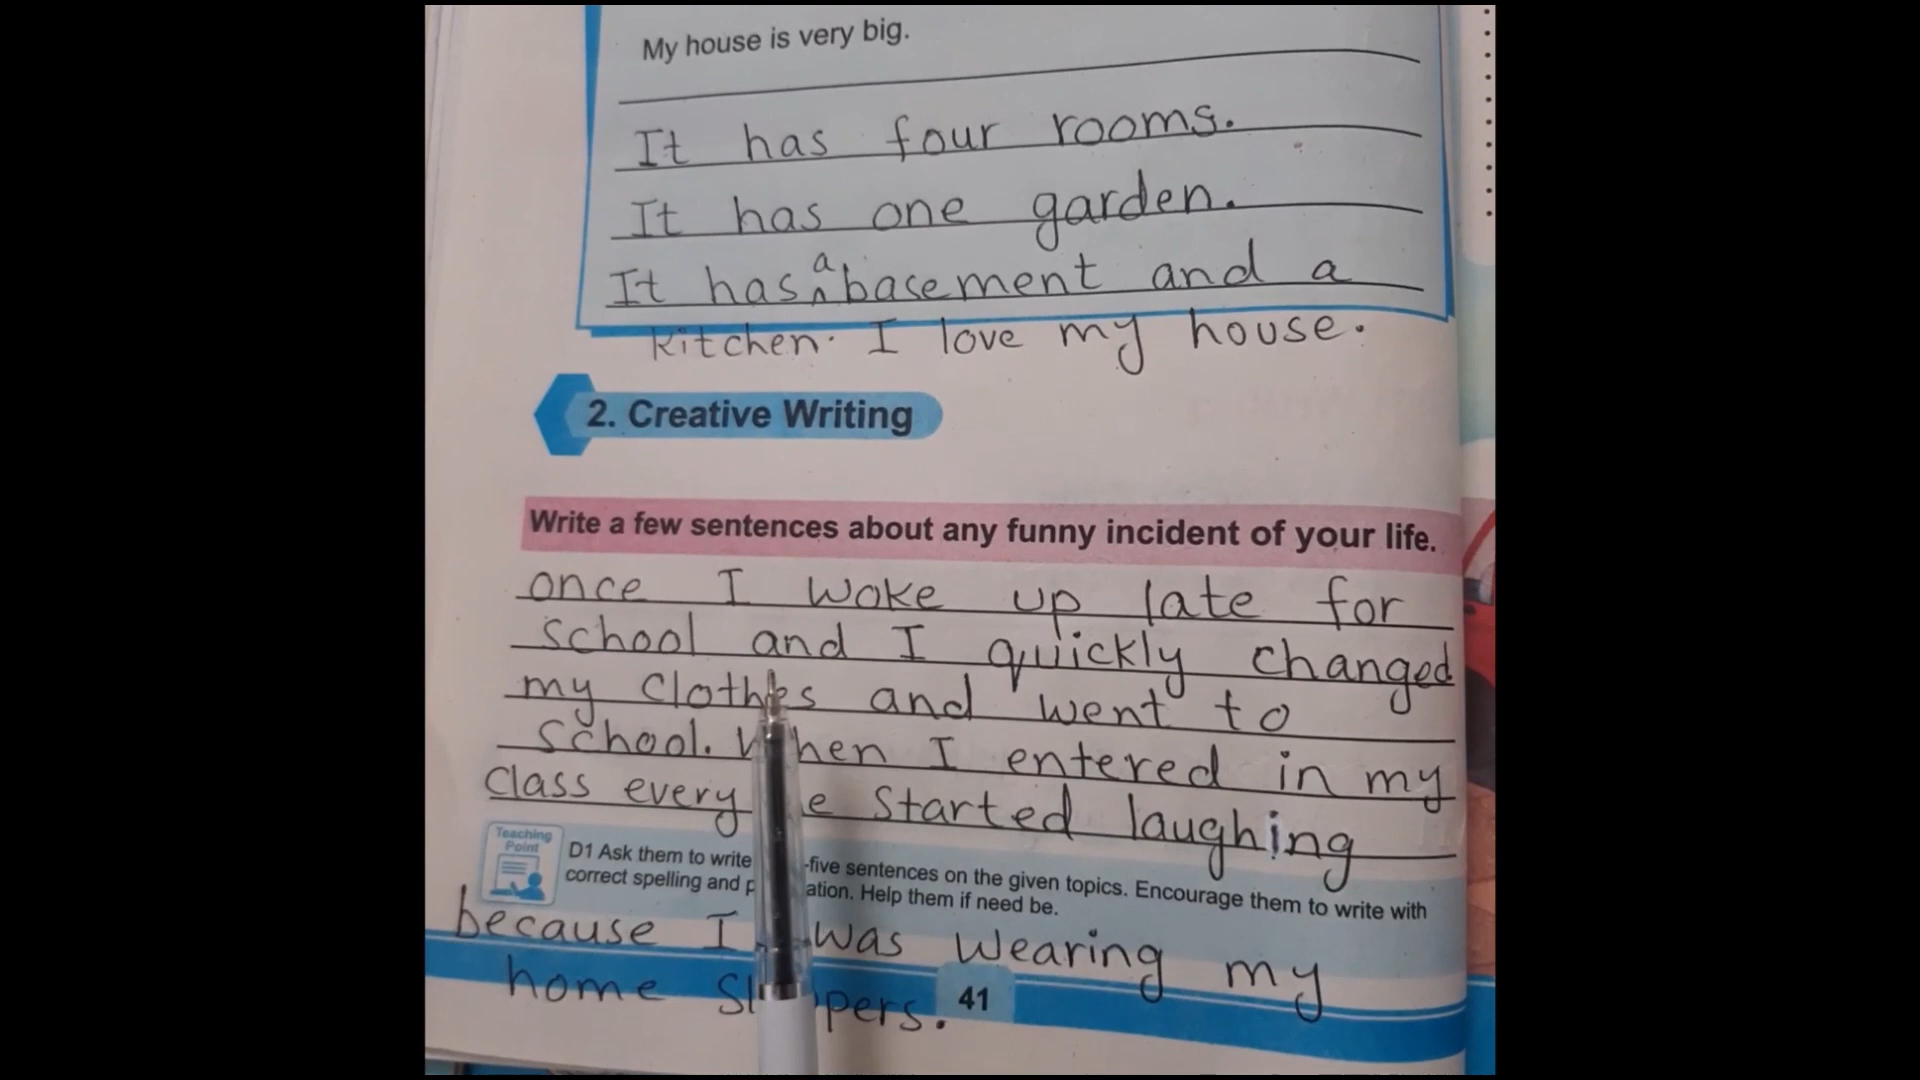 My house is very big.
It has four rooms.
It has one garden.
It has a basement and a
kitchen. I love my house.
2. Creative Writing
Write a few sentences about any funny incident of your life.
once I woke up late for
school and I quickly changed
my clothes and went to
school. When I entered in my
class every started laughing
Teaching Point
D1 Ask them to write -five sentences on the given topics. Encourage them to write with
correct spelling and . Help them if need be.
because I was wearing my
home
41